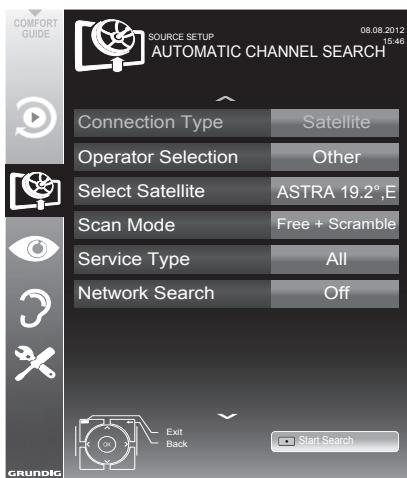 COMFORT
GUIDE
SOURCE SETUP
AUTOMATIC CHANNEL SEARCH
08.08.2012
15:46
Connection Type Satellite
Operator Selection Other
Select Satellite ASTRA 19.2°,E
Scan Mode Free + Scramble
Service Type All
Network Search Off
OK
Exit
Back
Start Search
GRUNDIG